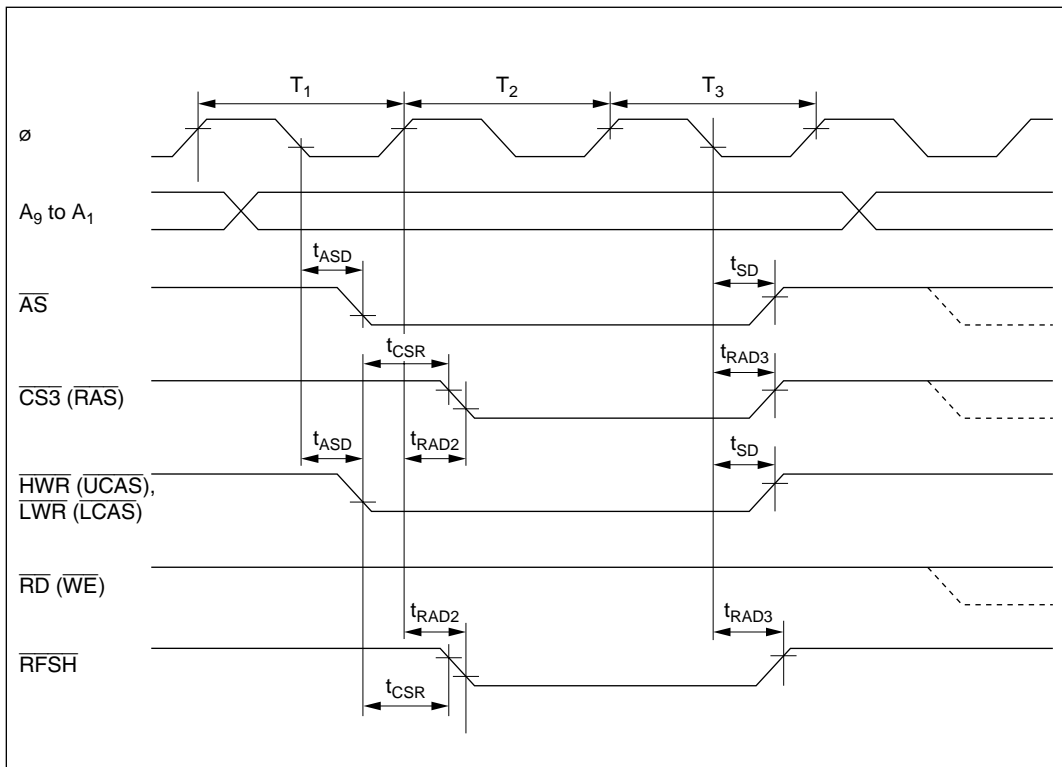 T1 T2 T3
ø
A9 to A1
tASD tSD
AS
tCSR tRAD3
CS3 (RAS)
tASD tRAD2 tSD
HWR (UCAS),
LWR (LCAS)
RD (WE)
tRAD2 tRAD3
RFSH
tCSR